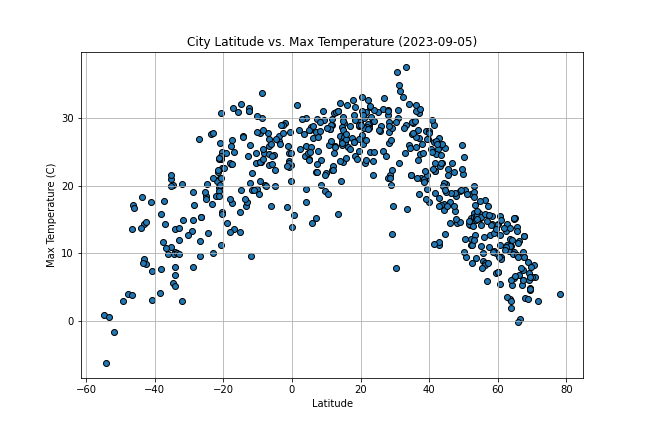 City Latitude vs. Max Temperature (2023-09-05)
Max Temperature (C)
30
20
10
0
−60 −40 −20 0 20 40 60 80
Latitude